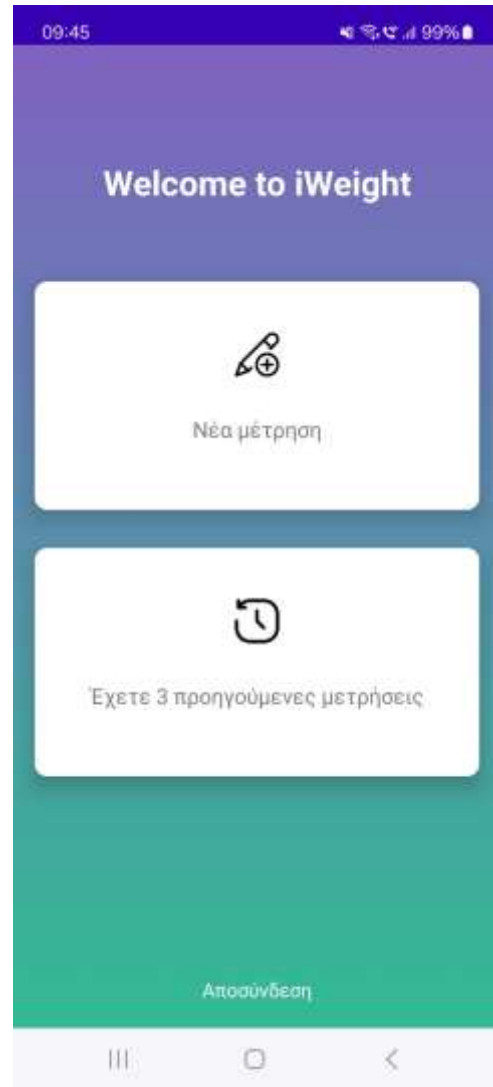 09:45
99%
Welcome to iWeight
Νέα μέτρηση
Έχετε 3 προηγούμενες μετρήσεις
Αποσύνδεση